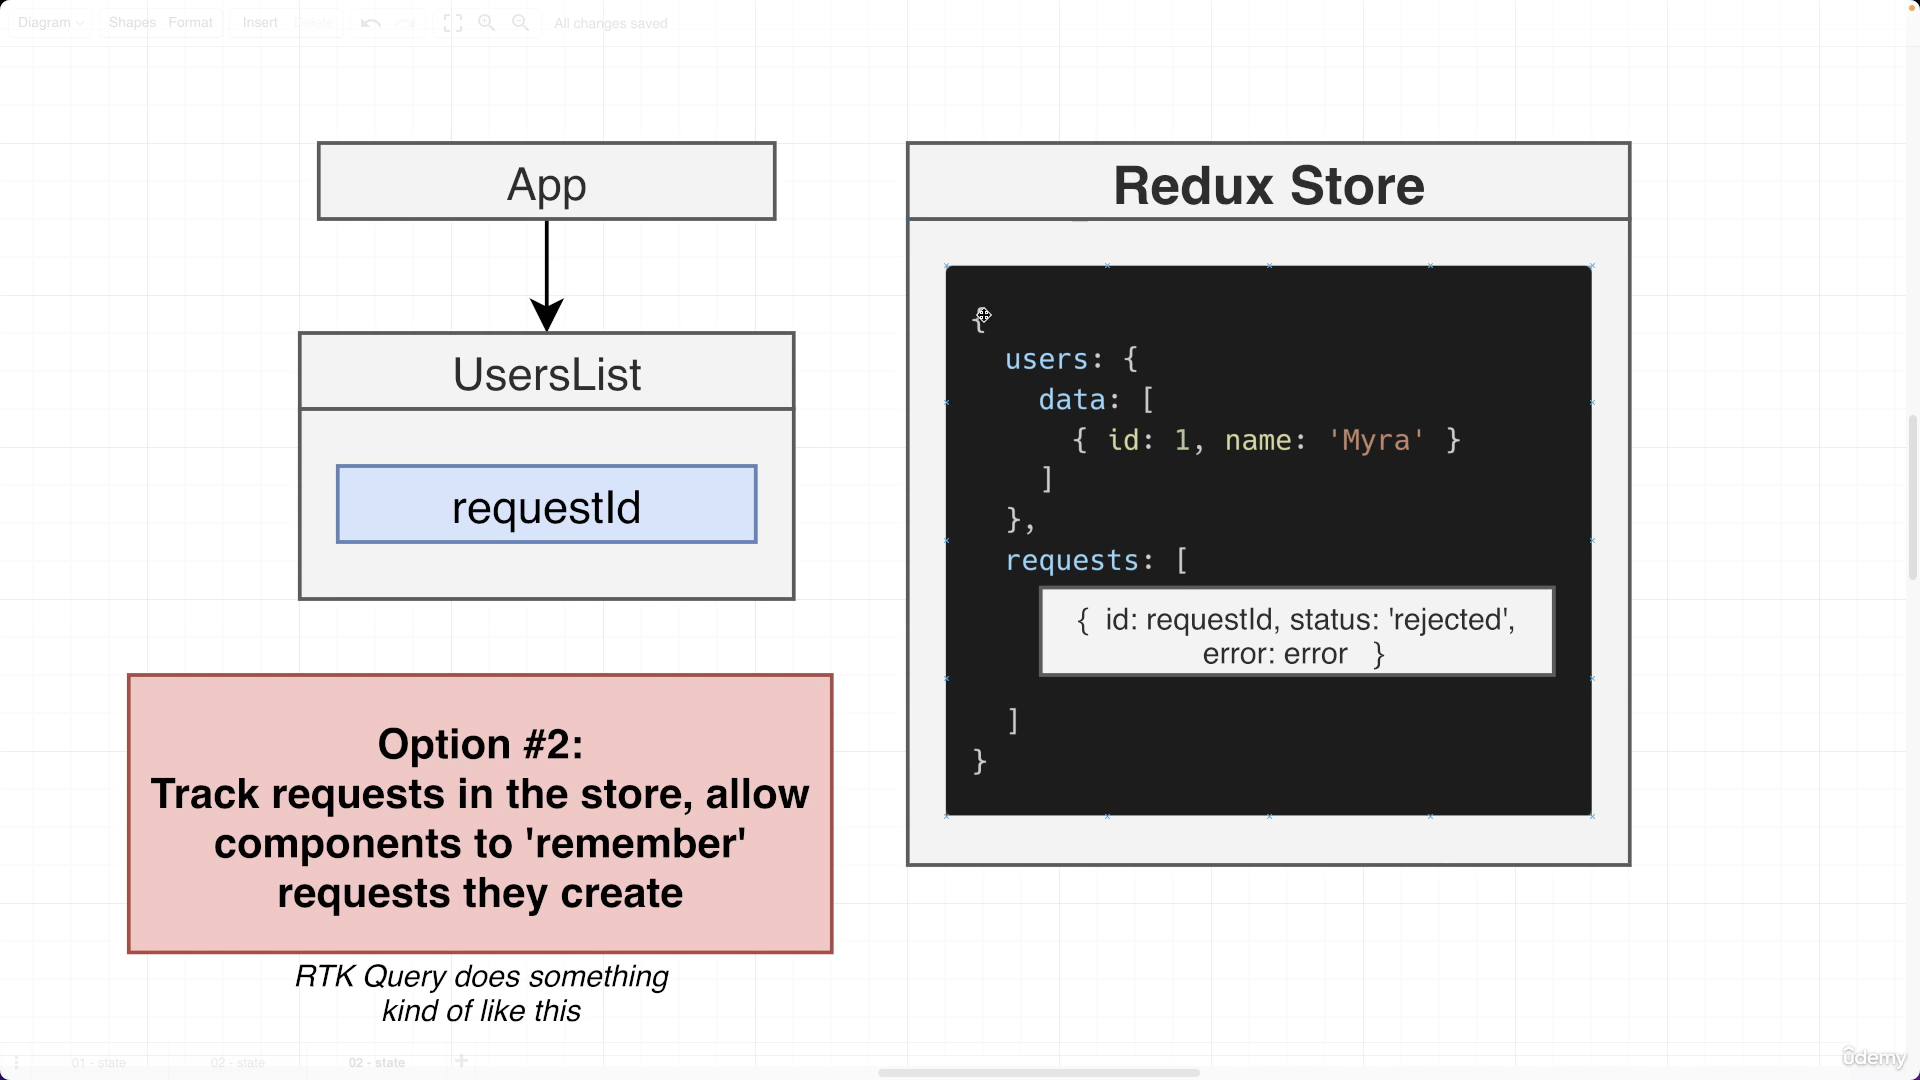 Diagram
Shapes
Format
Insert
Delete
All changes saved
App
Redux Store
UsersList
requestId
{
users: {
data: [
{ id: 1, name: 'Myra' }
]
},
requests: [
{ id: requestId, status: 'rejected',
error: error }
]
}
Option #2:
Track requests in the store, allow
components to 'remember'
requests they create
RTK Query does something
kind of like this
01 - state
02 - state
02 - state
ûdemy